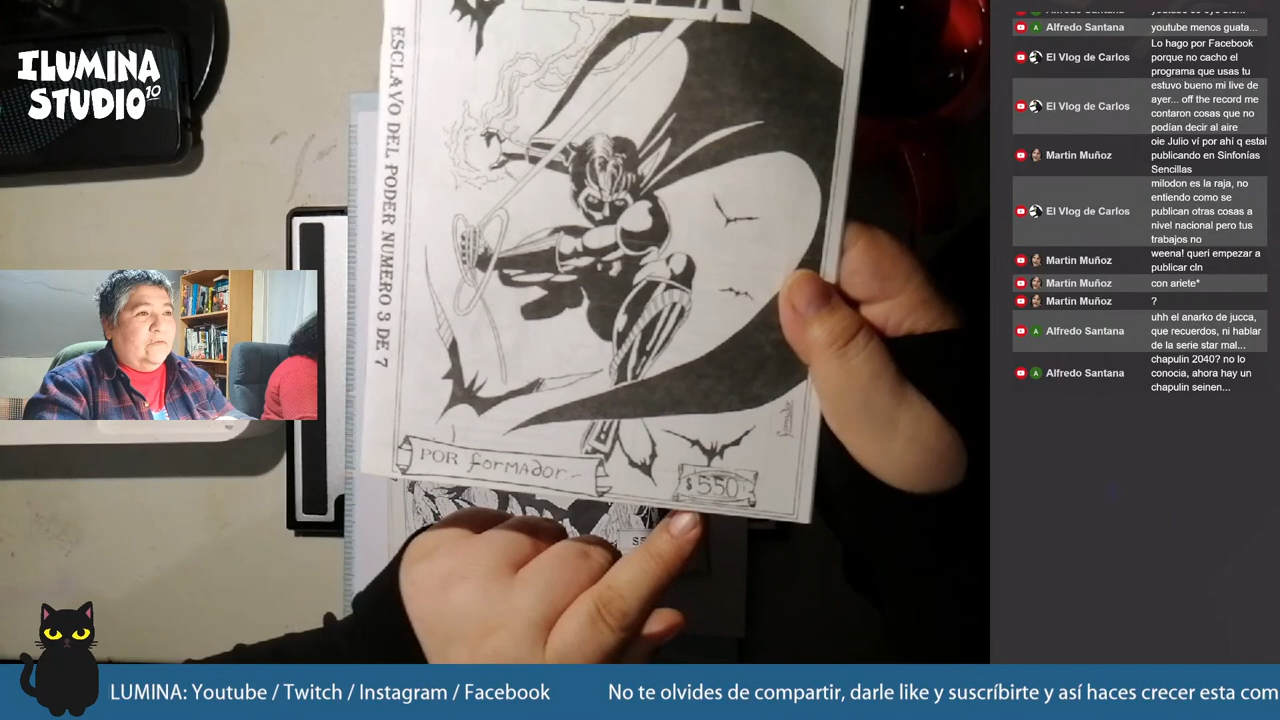 ILUMINA
STUDIO 10
ESCLAVO DEL PODER NUMERO 3 DE 7
POR formador-
$550
Alfredo Santana youtube menos guata...
El Vlog de Carlos Lo hago por Facebook
porque no cacho el
programa que usas tu
El Vlog de Carlos estuvo bueno mi live de
ayer... off the record me
contaron cosas que no
podían decir al aire
Martin Muñoz oie Julio ví por ahí q estai
publicando en Sinfonías
Sencillas
El Vlog de Carlos milodon es la raja, no
entiendo como se
publican otras cosas a
nivel nacional pero tus
trabajos no
Martin Muñoz weena! queri empezar a
publicar cln
Martin Muñoz con ariete*
Martin Muñoz ?
Alfredo Santana uhh el anarko de jucca,
que recuerdos, ni hablar
de la serie star mal...
Alfredo Santana chapulin 2040? no lo
conocia, ahora hay un
chapulin seinen...
LUMINA: Youtube / Twitch / Instagram / Facebook
No te olvides de compartir, darle like y suscríbirte y así haces crecer esta com